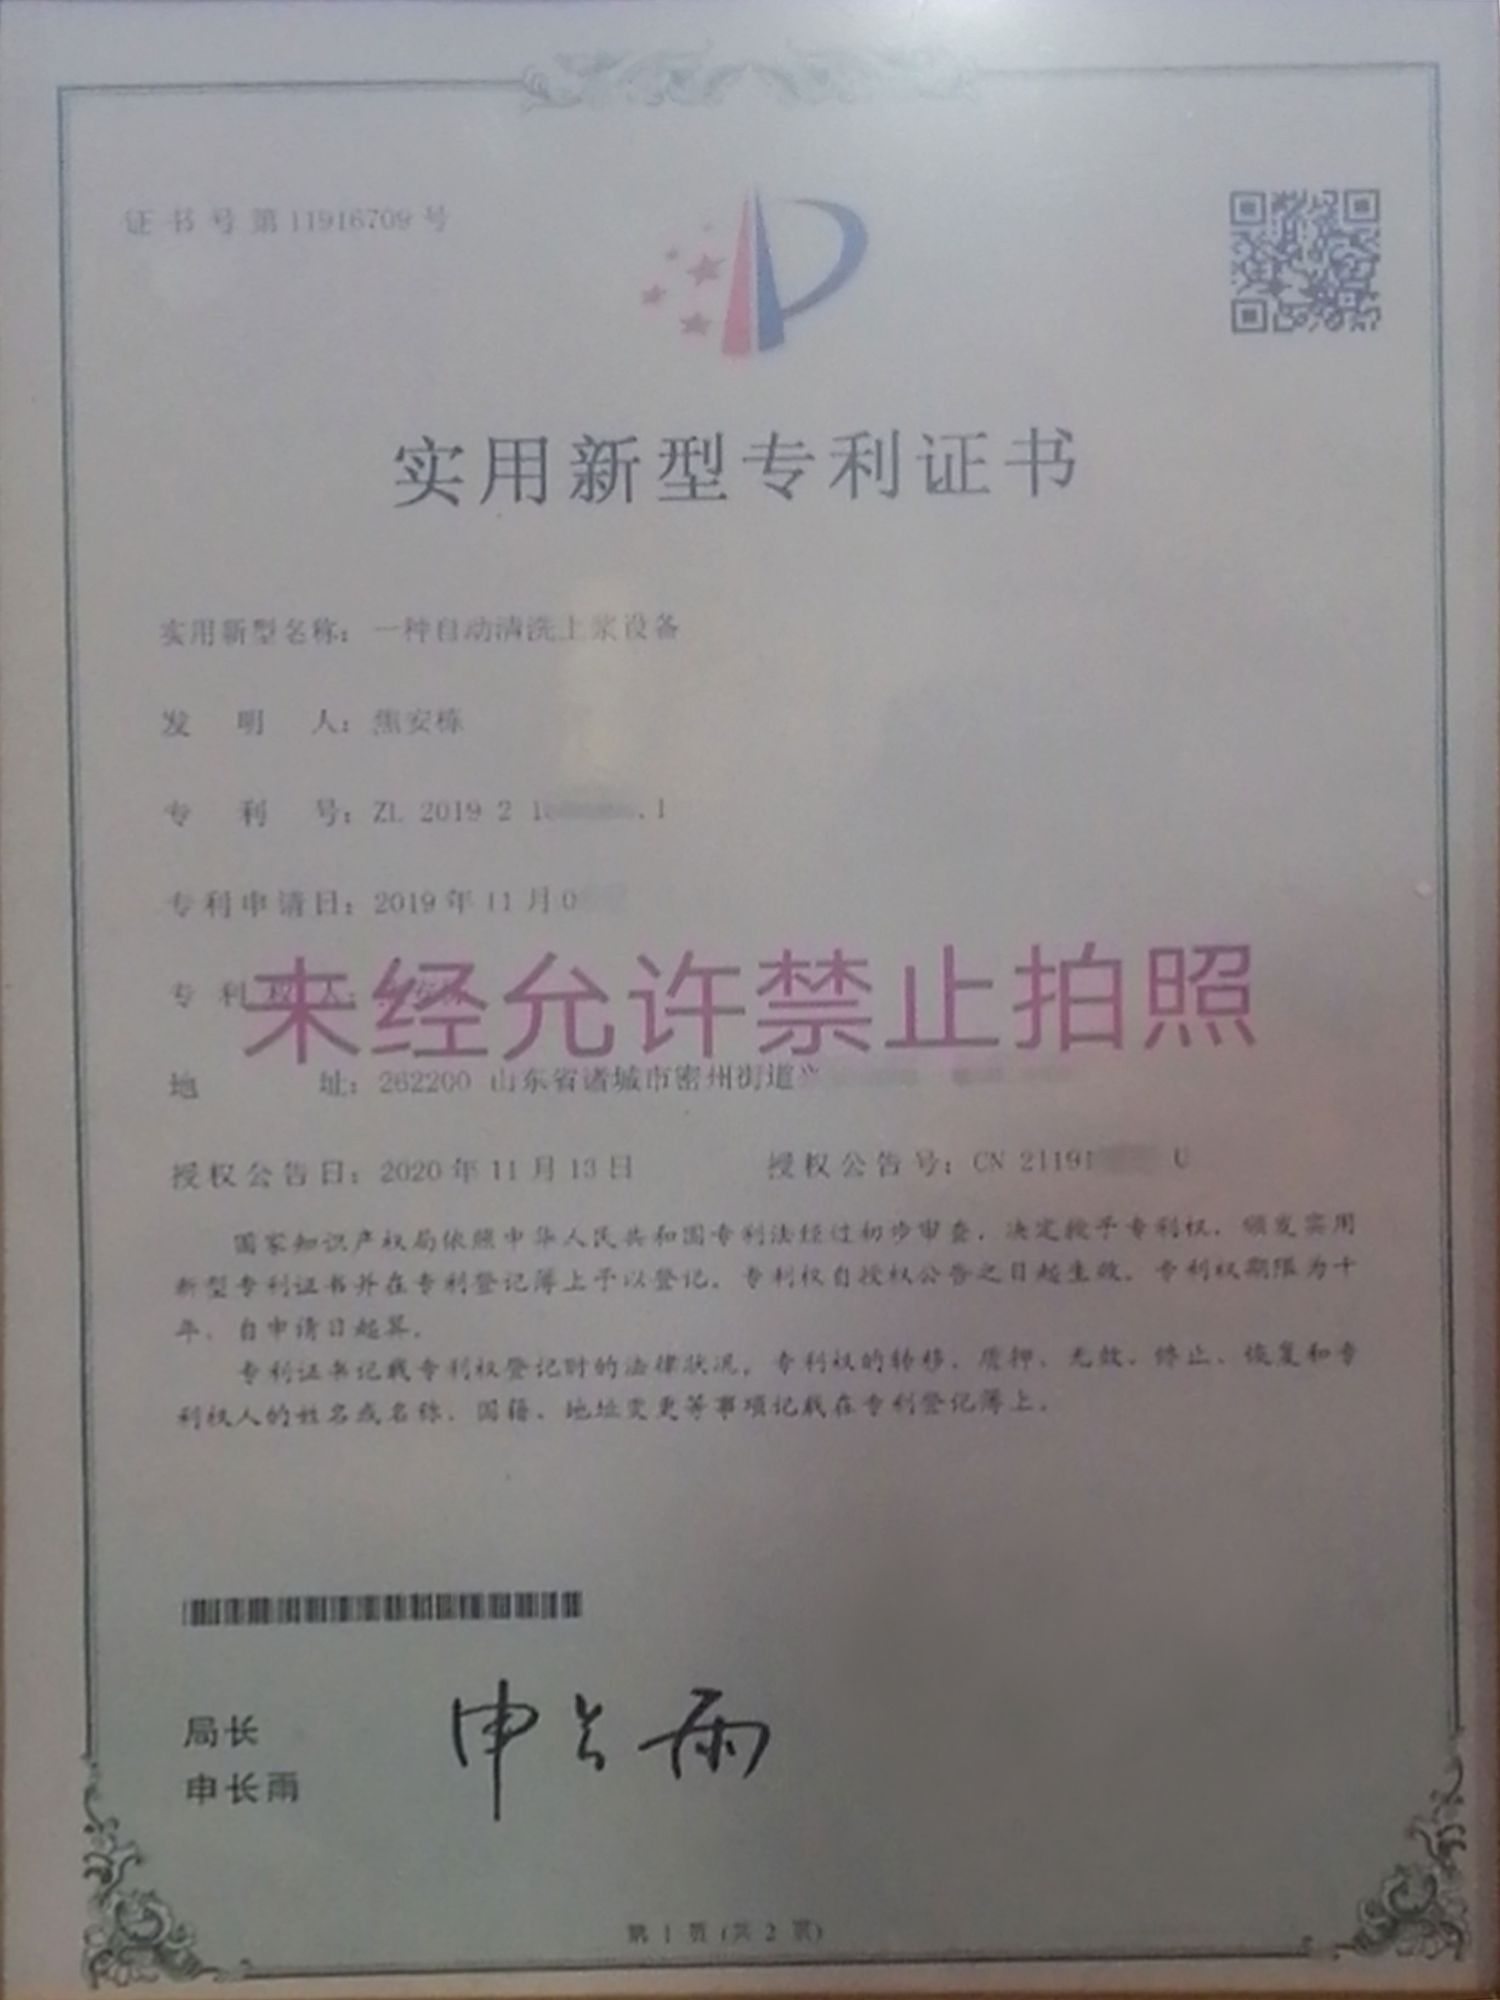 证书号第11916709号
实用新型专利证书
实用新型名称：一种自动清洗上浆设备
发明人：焦安栋
专利号：ZL 2019 2 1 .1
专利申请日：2019年11月0
专利权人：
未经允许禁止拍照
地址：262200 山东省诸城市密州街道兴
授权公告日：2020年11月13日 授权公告号：CN 21191 U
国家知识产权局依照中华人民共和国专利法经过初步审查，决定授予专利权，颁发实用
新型专利证书并在专利登记簿上予以登记。专利权自授权公告之日起生效。专利权期限为十
年，自申请日起算。
专利证书记载专利权登记时的法律状况。专利权的转移、质押、无效、终止、恢复和专
利权人的姓名或名称、国籍、地址变更等事项记载在专利登记簿上。
局长
申长雨
申长雨
第 1 页 (共 2 页)